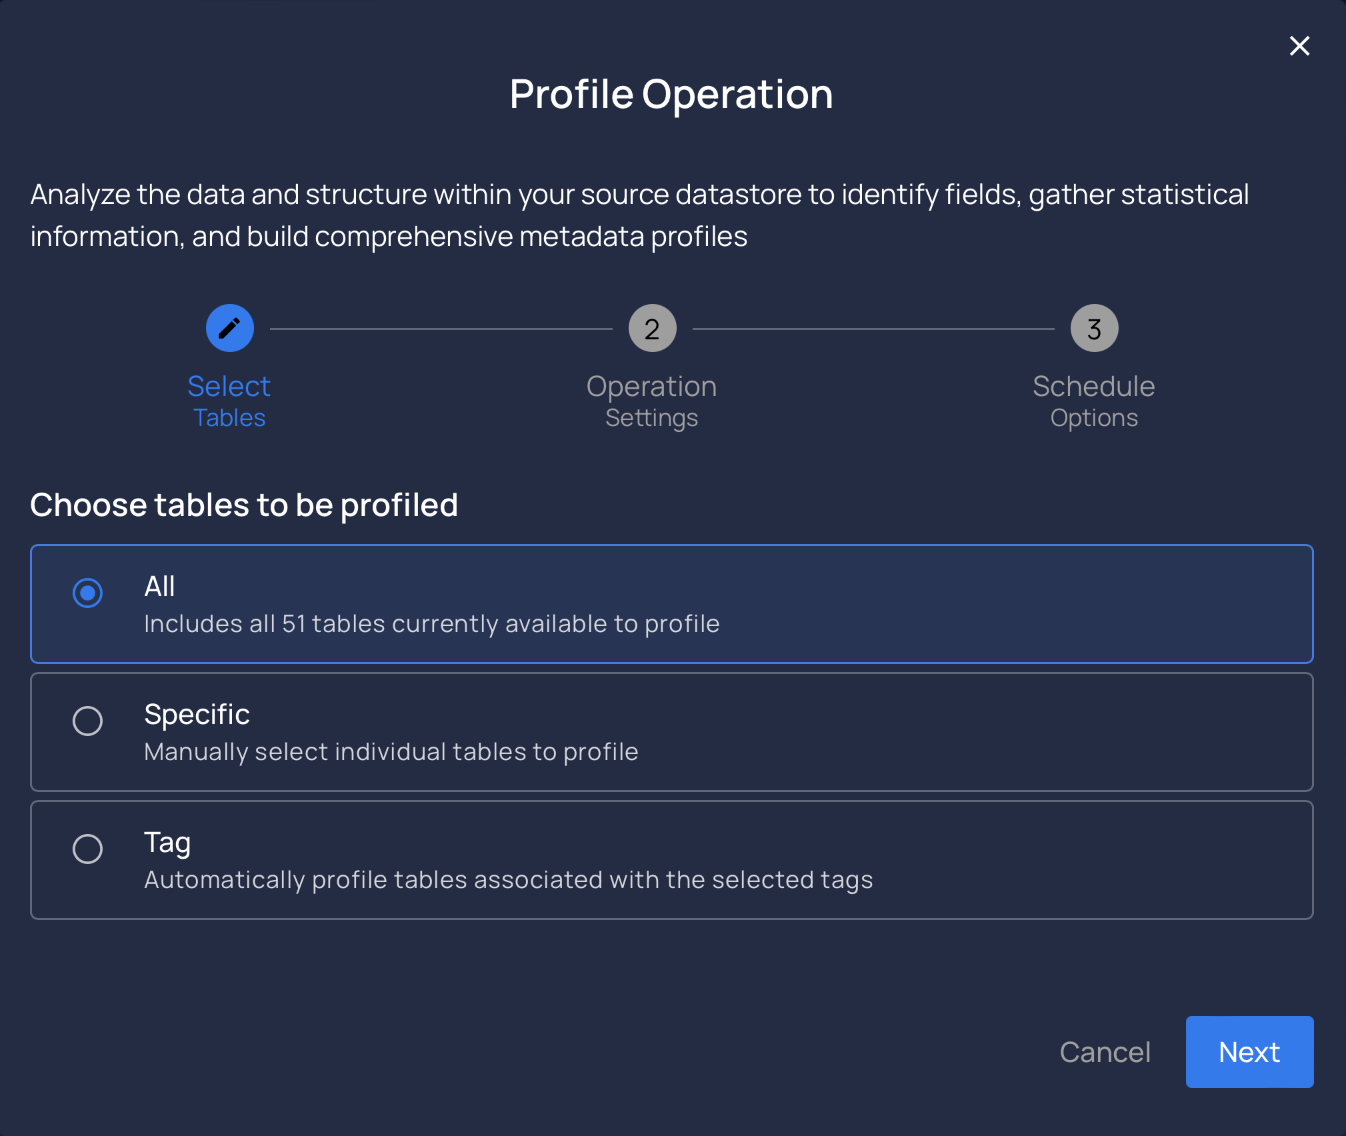 Profile Operation
Analyze the data and structure within your source datastore to identify fields, gather statistical
information, and build comprehensive metadata profiles
2
3
Select
Tables
Operation
Settings
Schedule
Options
Choose tables to be profiled
All
Includes all 51 tables currently available to profile
Specific
Manually select individual tables to profile
Tag
Automatically profile tables associated with the selected tags
Cancel
Next